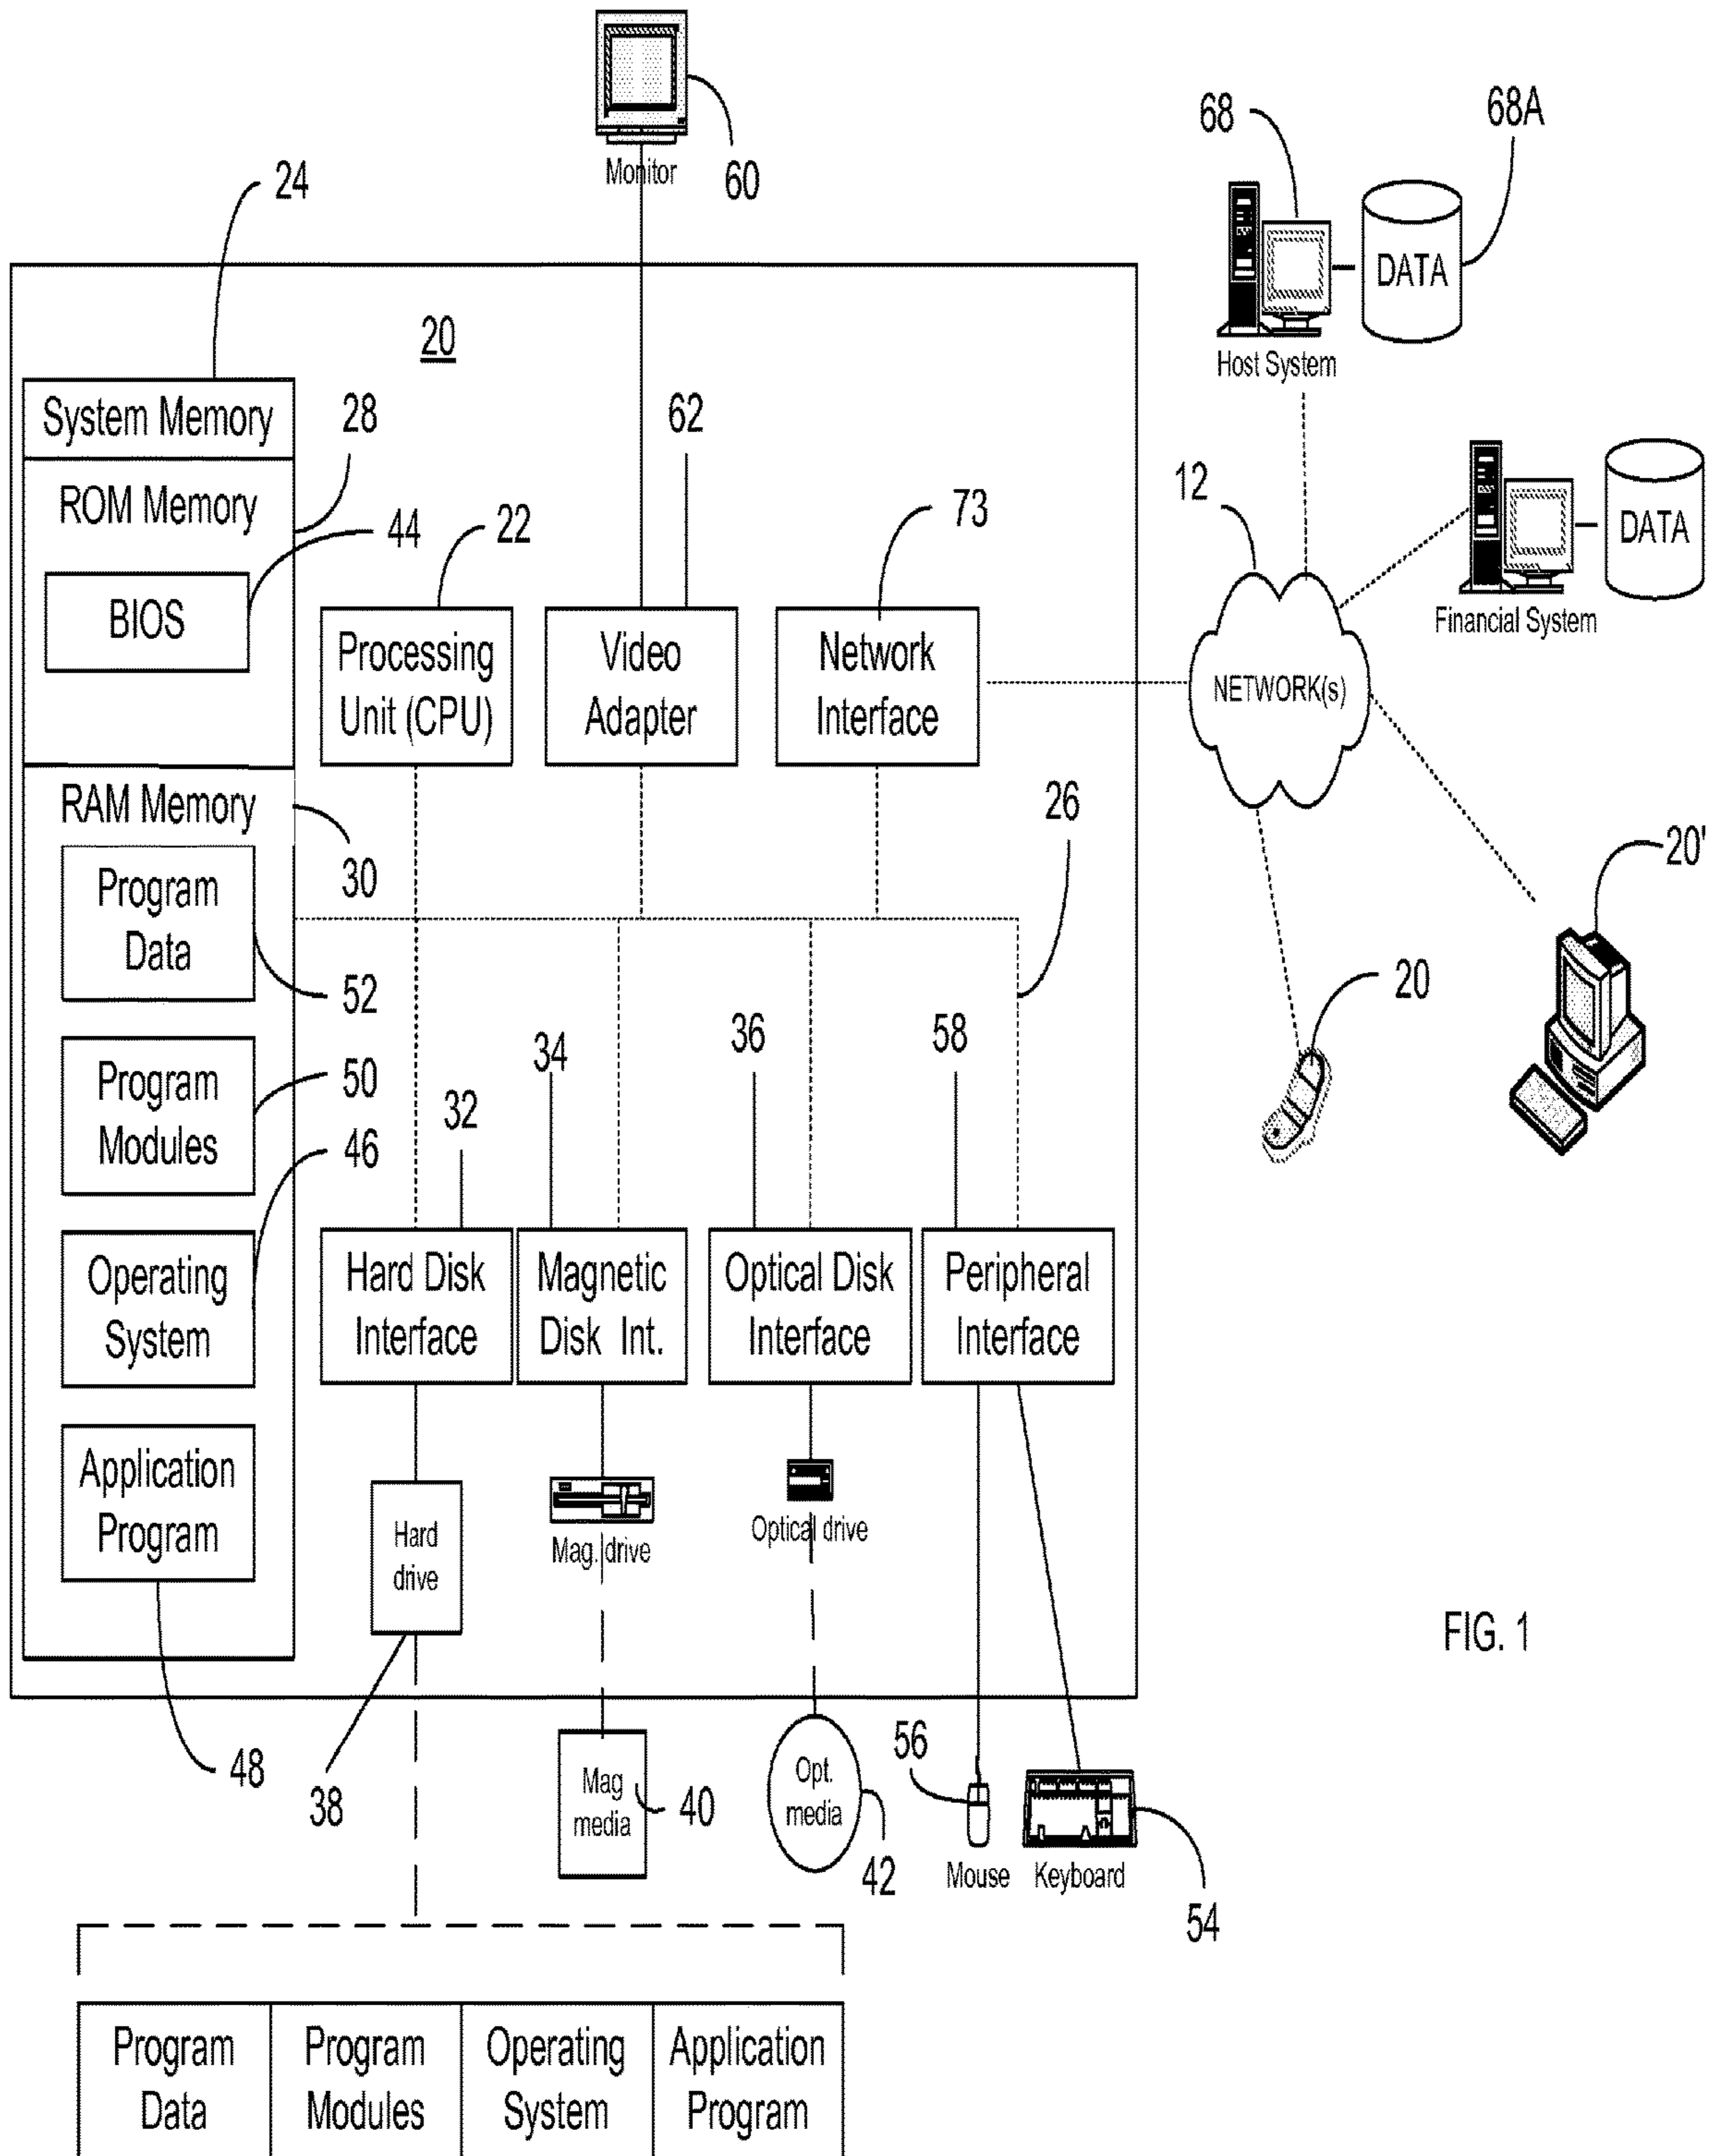 Monitor
60
68
68A
DATA
Host System
24
20
System Memory
28
62
ROM Memory
44
22
73
12
DATA
Financial System
BIOS
Processing
Unit (CPU)
Video
Adapter
Network
Interface
NETWORK(s)
RAM Memory
30
26
20'
Program
Data
52
20
34
36
58
Program
Modules
50
32
46
Operating
System
Hard Disk
Interface
Magnetic
Disk Int.
Optical Disk
Interface
Peripheral
Interface
Application
Program
Hard
drive
Mag. drive
Optical drive
FIG. 1
48
38
Mag
media
40
Opt.
media
42
56
Mouse
Keyboard
54
Program
Data
Program
Modules
Operating
System
Application
Program